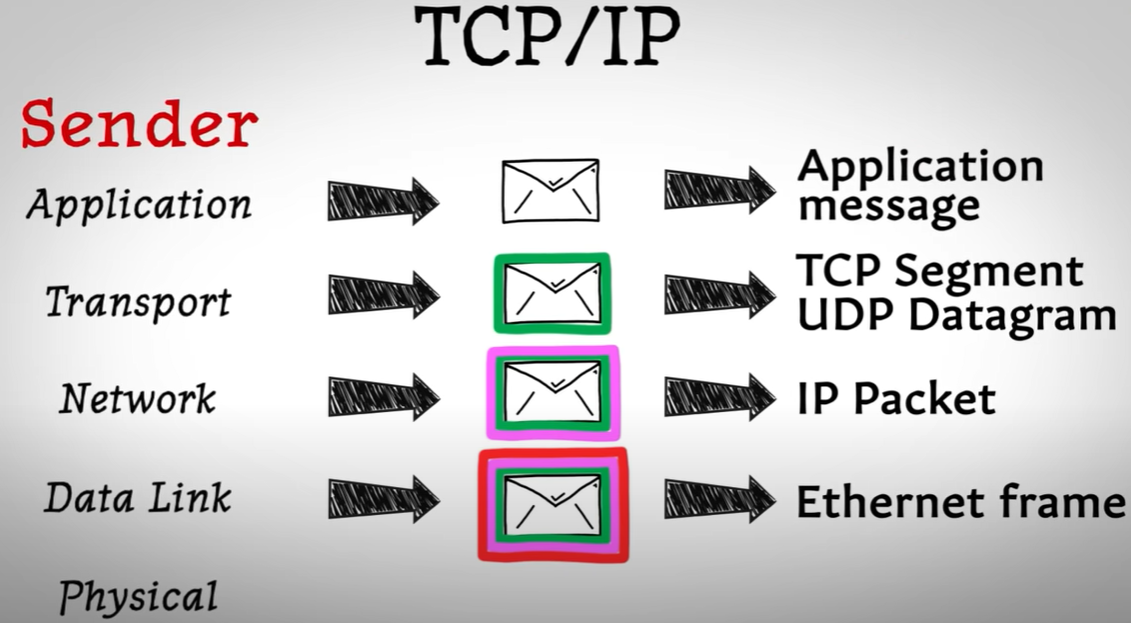 TCP/IP
Sender
Application
Application
message
Transport
TCP Segment
UDP Datagram
Network
IP Packet
Data Link
Ethernet frame
Physical